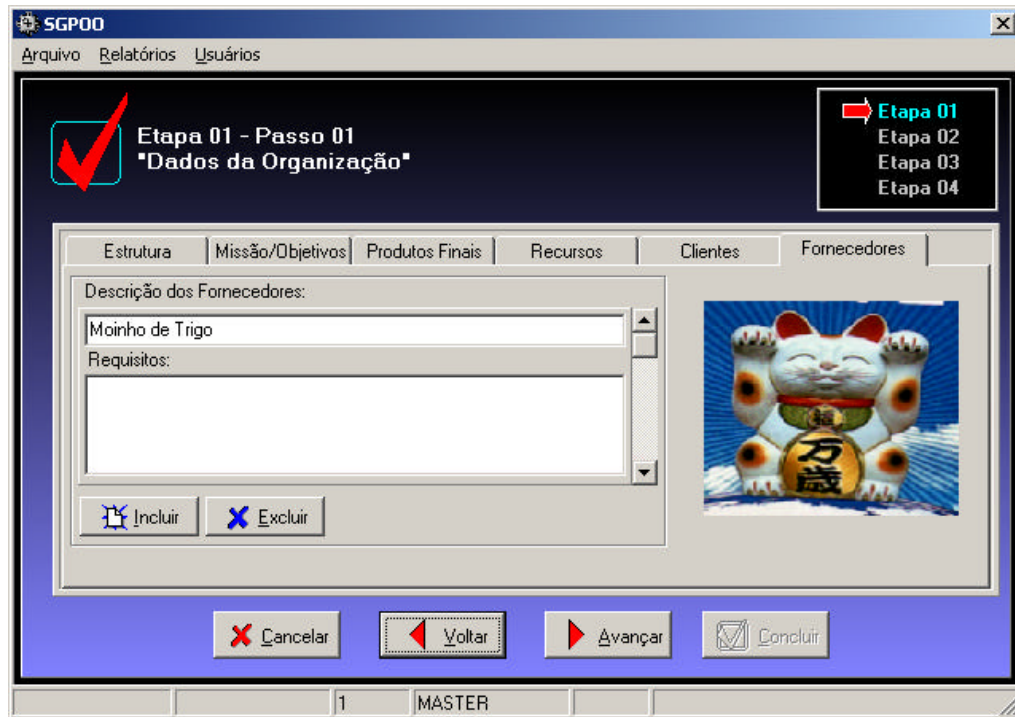 SGPOO
Arquivo Relatórios Usuários
Etapa 01 - Passo 01
"Dados da Organização"
Etapa 01
Etapa 02
Etapa 03
Etapa 04
Estrutura Missão/Objetivos Produtos Finais Recursos Clientes Fornecedores
Descrição dos Fornecedores:
Moinho de Trigo
Requisitos:
万歳
Incluir Excluir
Cancelar Voltar Avançar Concluir
1 MASTER